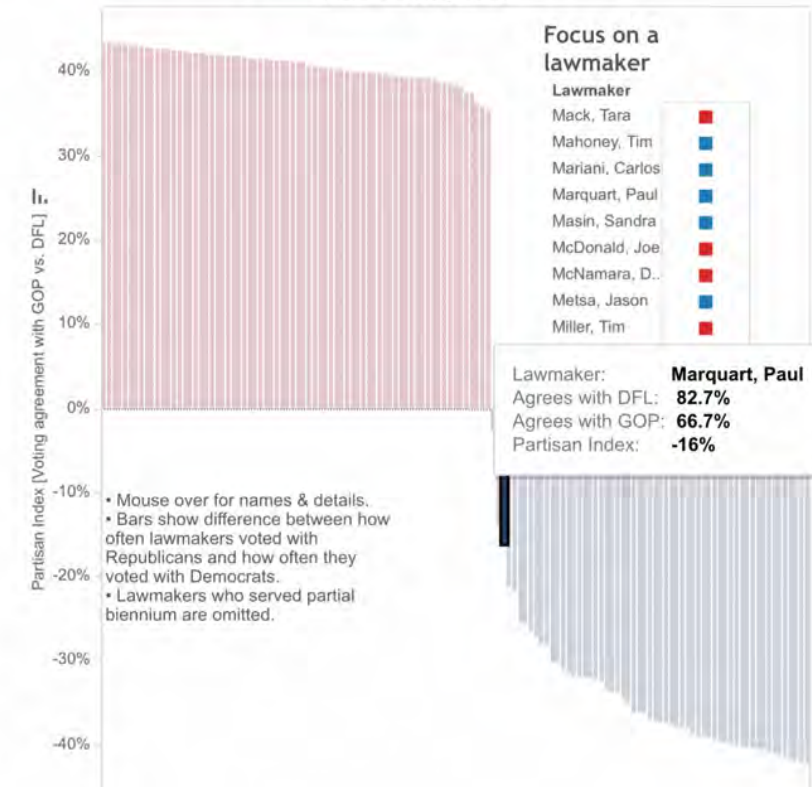 Focus on a
lawmaker
Lawmaker
Mack, Tara
Mahoney, Tim
Mariani, Carlos
Marquart, Paul
Masin, Sandra
McDonald, Joe
McNamara, D..
Metsa, Jason
Miller, Tim
Partisan Index [Voting agreement with GOP vs. DFL]
40%
30%
20%
10%
0%
-10%
-20%
-30%
-40%
Lawmaker: Marquart, Paul
Agrees with DFL: 82.7%
Agrees with GOP: 66.7%
Partisan Index: -16%
• Mouse over for names & details.
• Bars show difference between how
often lawmakers voted with
Republicans and how often they
voted with Democrats.
• Lawmakers who served partial
biennium are omitted.